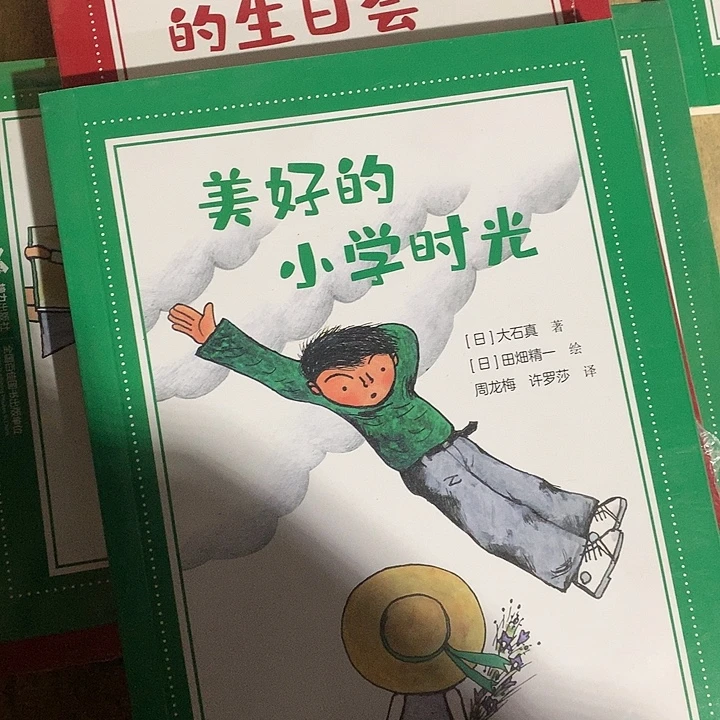 的生日会
美好的
小学时光
[日]大石真 著
[日]田畑精一 绘
周龙梅 许罗莎 译